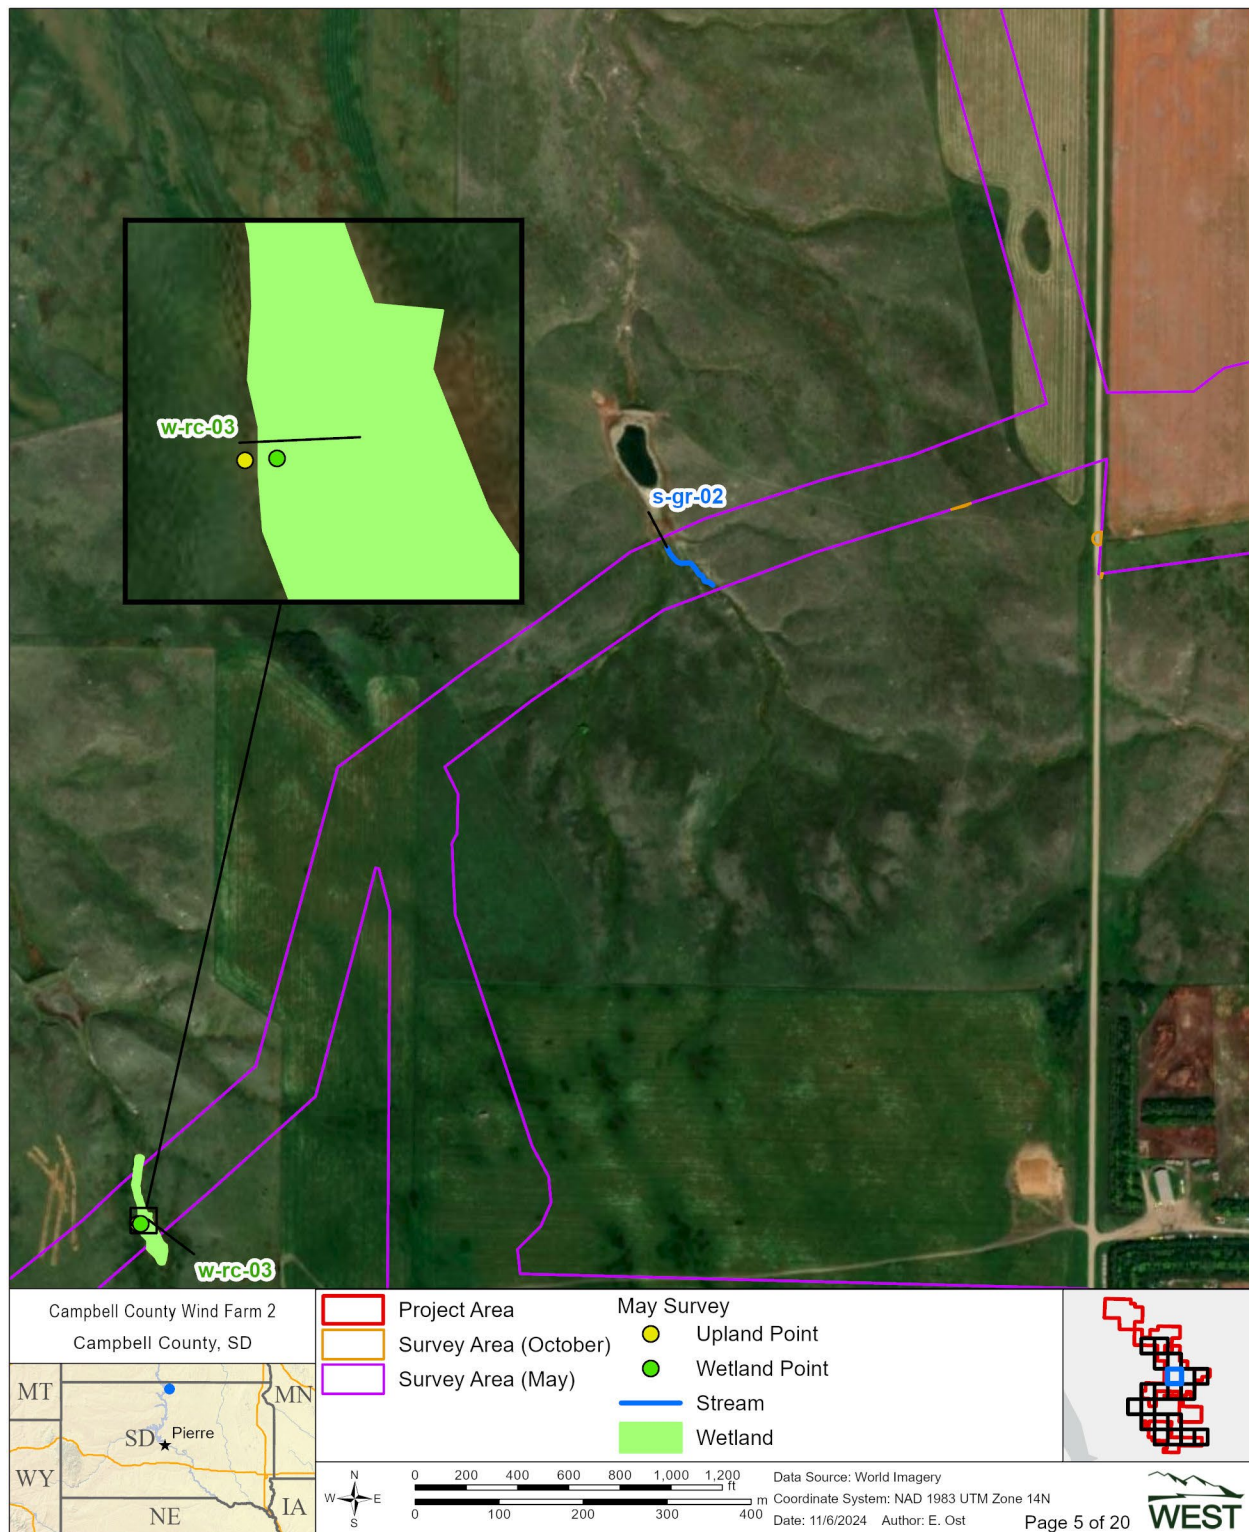 w-rc-03
s-gr-02
w-rc-03
Campbell County Wind Farm 2
Campbell County, SD
MT
MN
SD
Pierre
WY
NE
IA
Project Area
Survey Area (October)
Survey Area (May)
May Survey
Upland Point
Wetland Point
Stream
Wetland
N
W E
S
0 200 400 600 800 1,000 1,200
ft
m
0 100 200 300 400
Data Source: World Imagery
Coordinate System: NAD 1983 UTM Zone 14N
Date: 11/6/2024 Author: E. Ost
Page 5 of 20
WEST